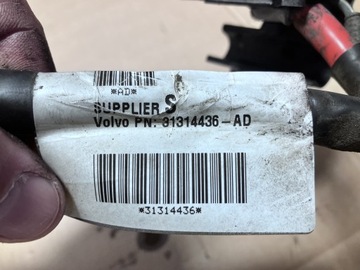 *AD*
SUPPLIER S
Volvo PN: 31314436-AD
*31314436*